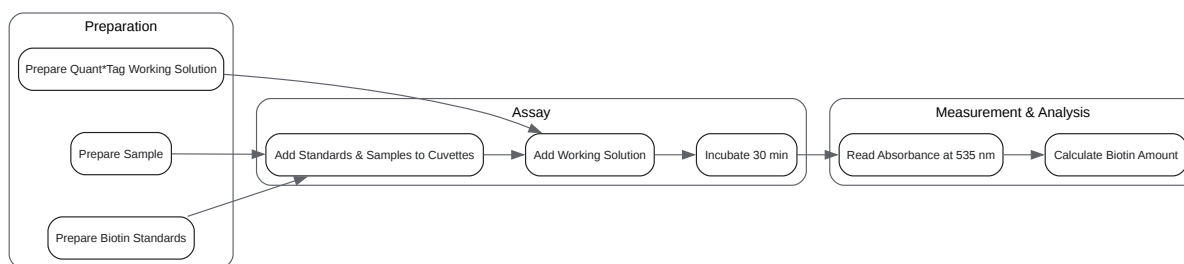 Preparation
Prepare Quant*Tag Working Solution
Prepare Sample
Prepare Biotin Standards
Assay
Add Standards & Samples to Cuvettes
Add Working Solution
Incubate 30 min
Measurement & Analysis
Read Absorbance at 535 nm
Calculate Biotin Amount